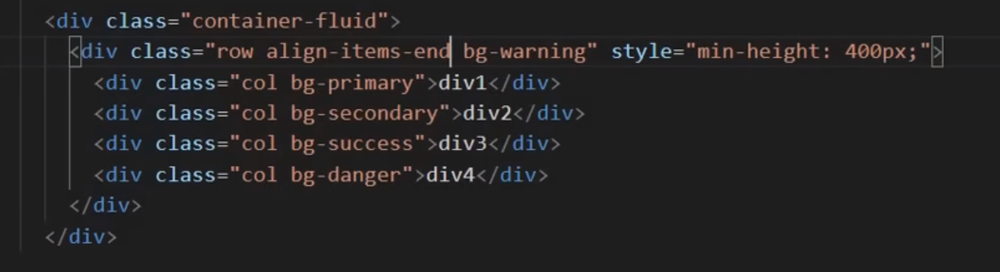 <div class="container-fluid">
<div class="row align-items-end bg-warning" style="min-height: 400px;">
<div class="col bg-primary">div1</div>
<div class="col bg-secondary">div2</div>
<div class="col bg-success">div3</div>
<div class="col bg-danger">div4</div>
</div>
</div>